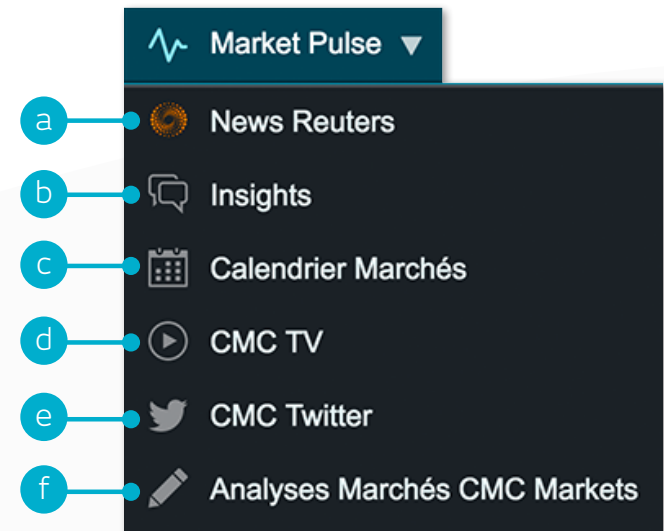 Market Pulse
a News Reuters
b Insights
c Calendrier Marchés
d CMC TV
e CMC Twitter
f Analyses Marchés CMC Markets